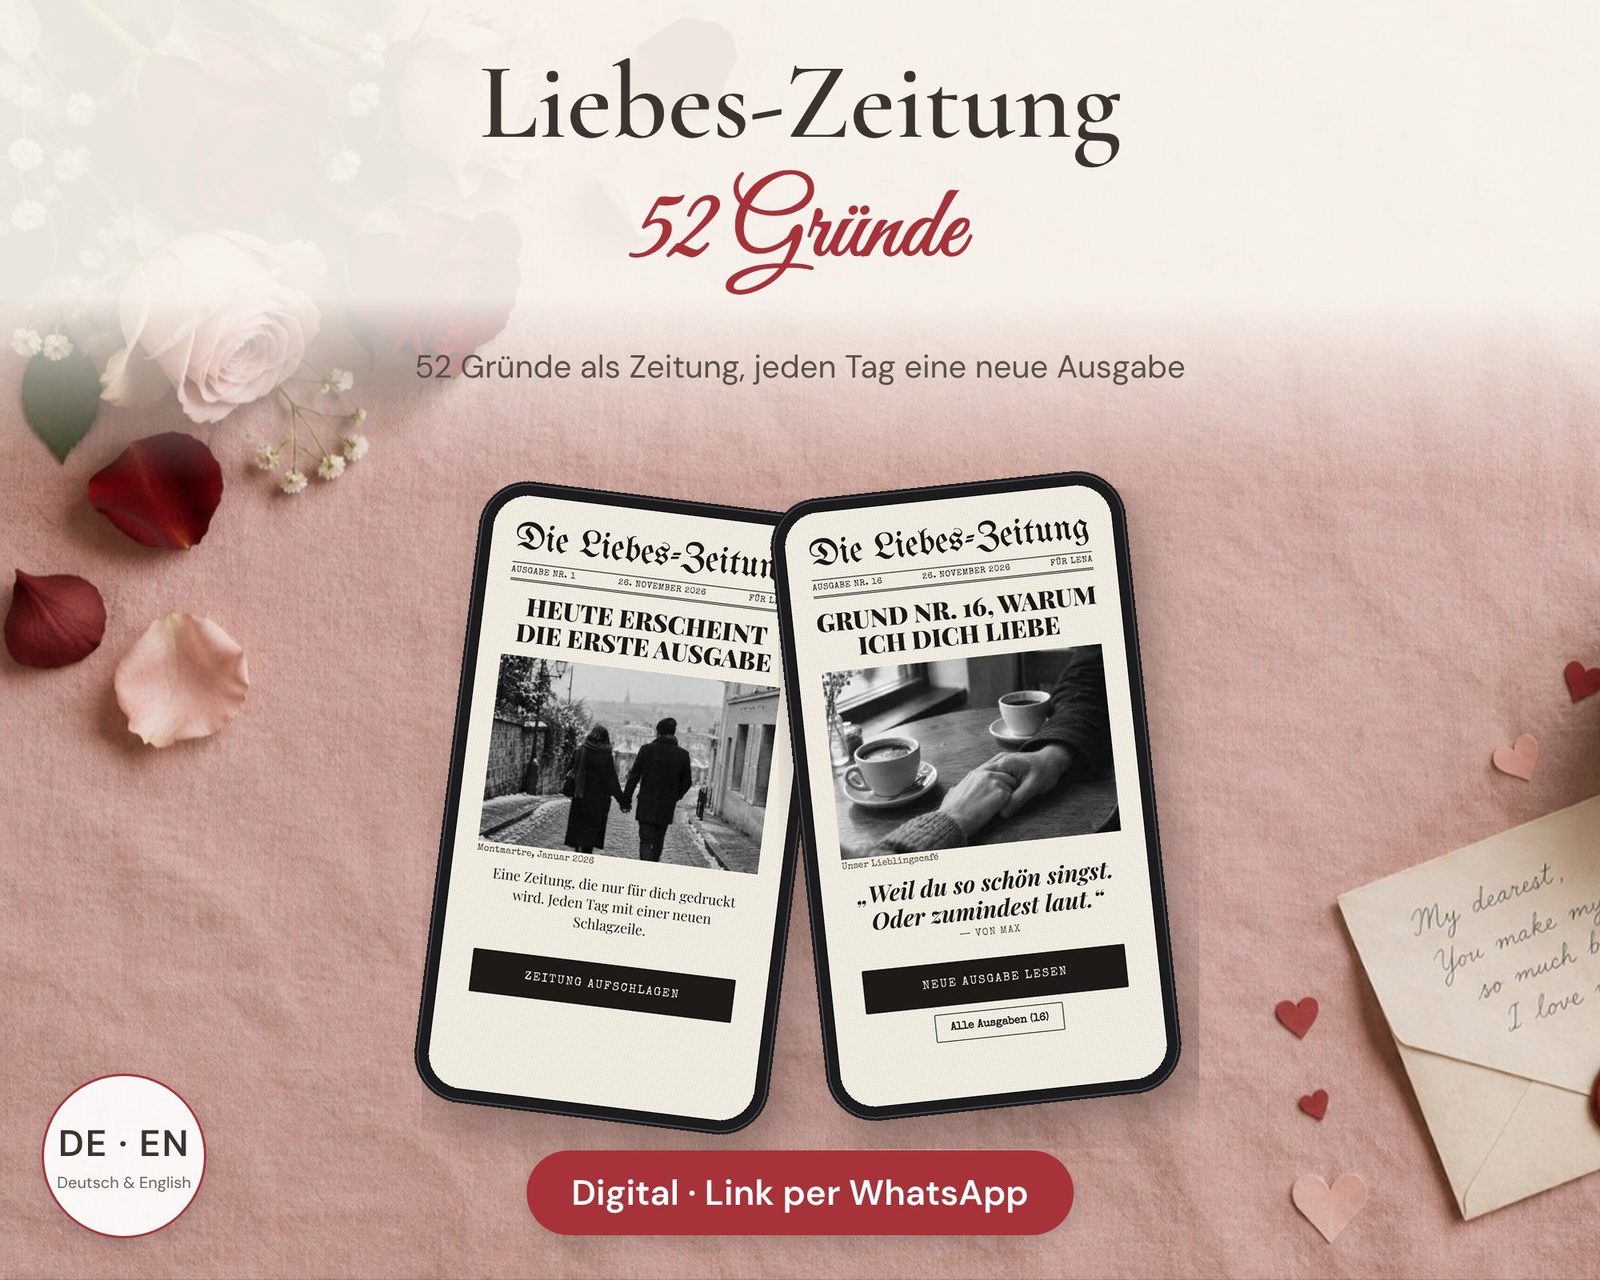 Liebes-Zeitung
52 Gründe
52 Gründe als Zeitung, jeden Tag eine neue Ausgabe
Die Liebes-Zeitun
AUSGABE NR. 1 26. NOVEMBER 2026 FÜR L
HEUTE ERSCHEINT
DIE ERSTE AUSGABE
Montmartre, Januar 2026
Eine Zeitung, die nur für dich gedruckt
wird. Jeden Tag mit einer neuen
Schlagzeile.
ZEITUNG AUFSCHLAGEN
Die Liebes-Zeitung
AUSGABE NR. 16 26. NOVEMBER 2026 FÜR LENA
GRUND NR. 16, WARUM
ICH DICH LIEBE
Unser Lieblingscafé
„Weil du so schön singst.
Oder zumindest laut.“
— VON MAX
NEUE AUSGABE LESEN
Alle Ausgaben (16)
My dearest,
You make my
so much b
I love
DE · EN
Deutsch & English
Digital · Link per WhatsApp